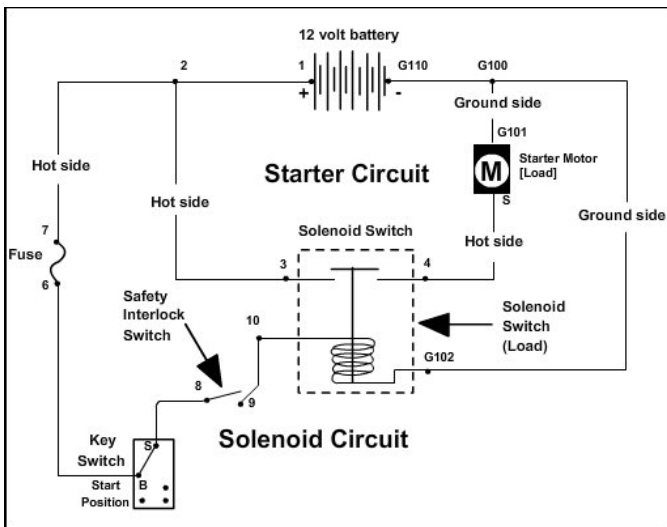 12 volt battery
2
1
G110
G100
+
-
Ground side
G101
Hot side
Starter Circuit
M
Starter Motor
[Load]
S
Hot side
Ground side
7
Solenoid Switch
Hot side
Fuse
3
4
6
Safety
Interlock
Switch
10
Solenoid
Switch
(Load)
G102
8
9
Solenoid Circuit
Key
Switch
S
B
Start
Position